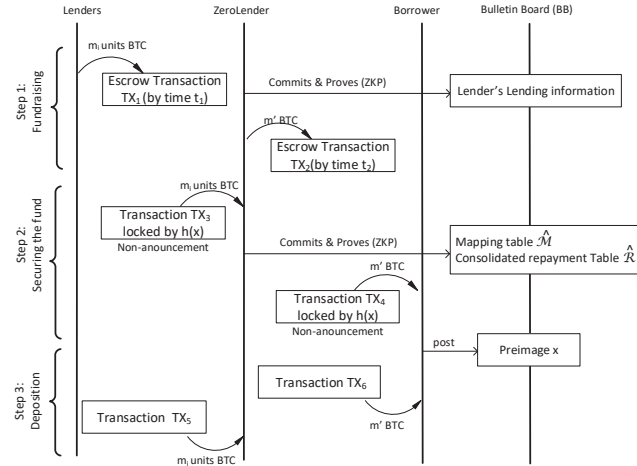 Lenders ZeroLender Borrower Bulletin Board (BB)
Step 1:
Fundraising
mᵢ units BTC
Escrow Transaction
TX₁ (by time t₁)
Commits & Proves (ZKP)
Lender's Lending information
m' BTC
Escrow Transaction
TX₂(by time t₂)
Step 2:
Securing the fund
mᵢ units BTC
Transaction TX₃
locked by h(x)
Non-anouncement
Commits & Proves (ZKP)
Mapping table M̂
Consolidated repayment Table R̂
m' BTC
Transaction TX₄
locked by h(x)
Non-anouncement
post
Preimage x
Step 3:
Deposition
Transaction TX₆
m' BTC
Transaction TX₅
mᵢ units BTC